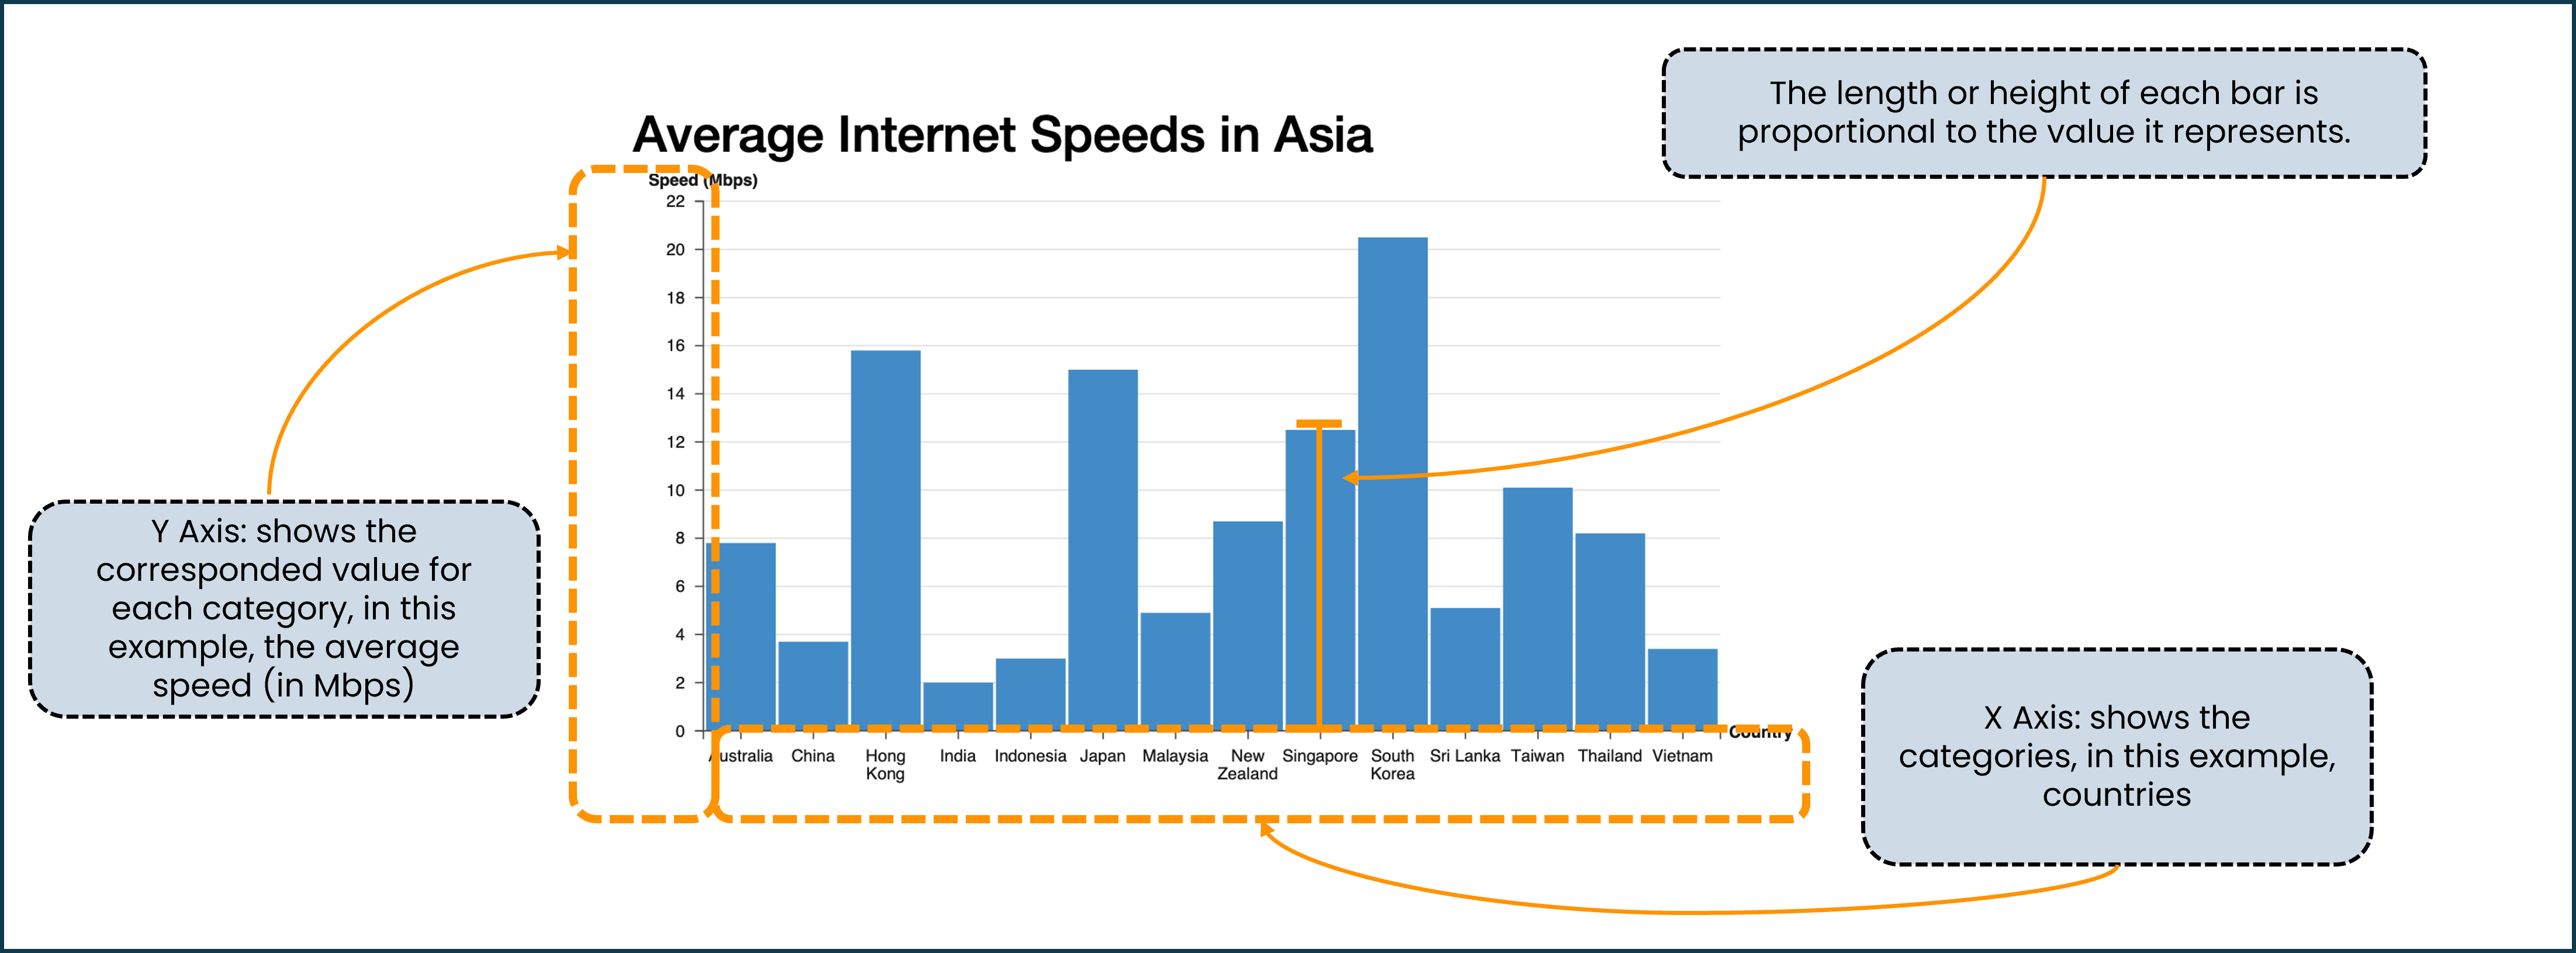 The length or height of each bar is
proportional to the value it represents.
Average Internet Speeds in Asia
Speed (Mbps)
22
20
18
16
14
12
10
8
6
4
2
0
Y Axis: shows the
corresponded value for
each category, in this
example, the average
speed (in Mbps)
Country
Australia China Hong Kong India Indonesia Japan Malaysia New Zealand Singapore South Korea Sri Lanka Taiwan Thailand Vietnam
X Axis: shows the
categories, in this example,
countries